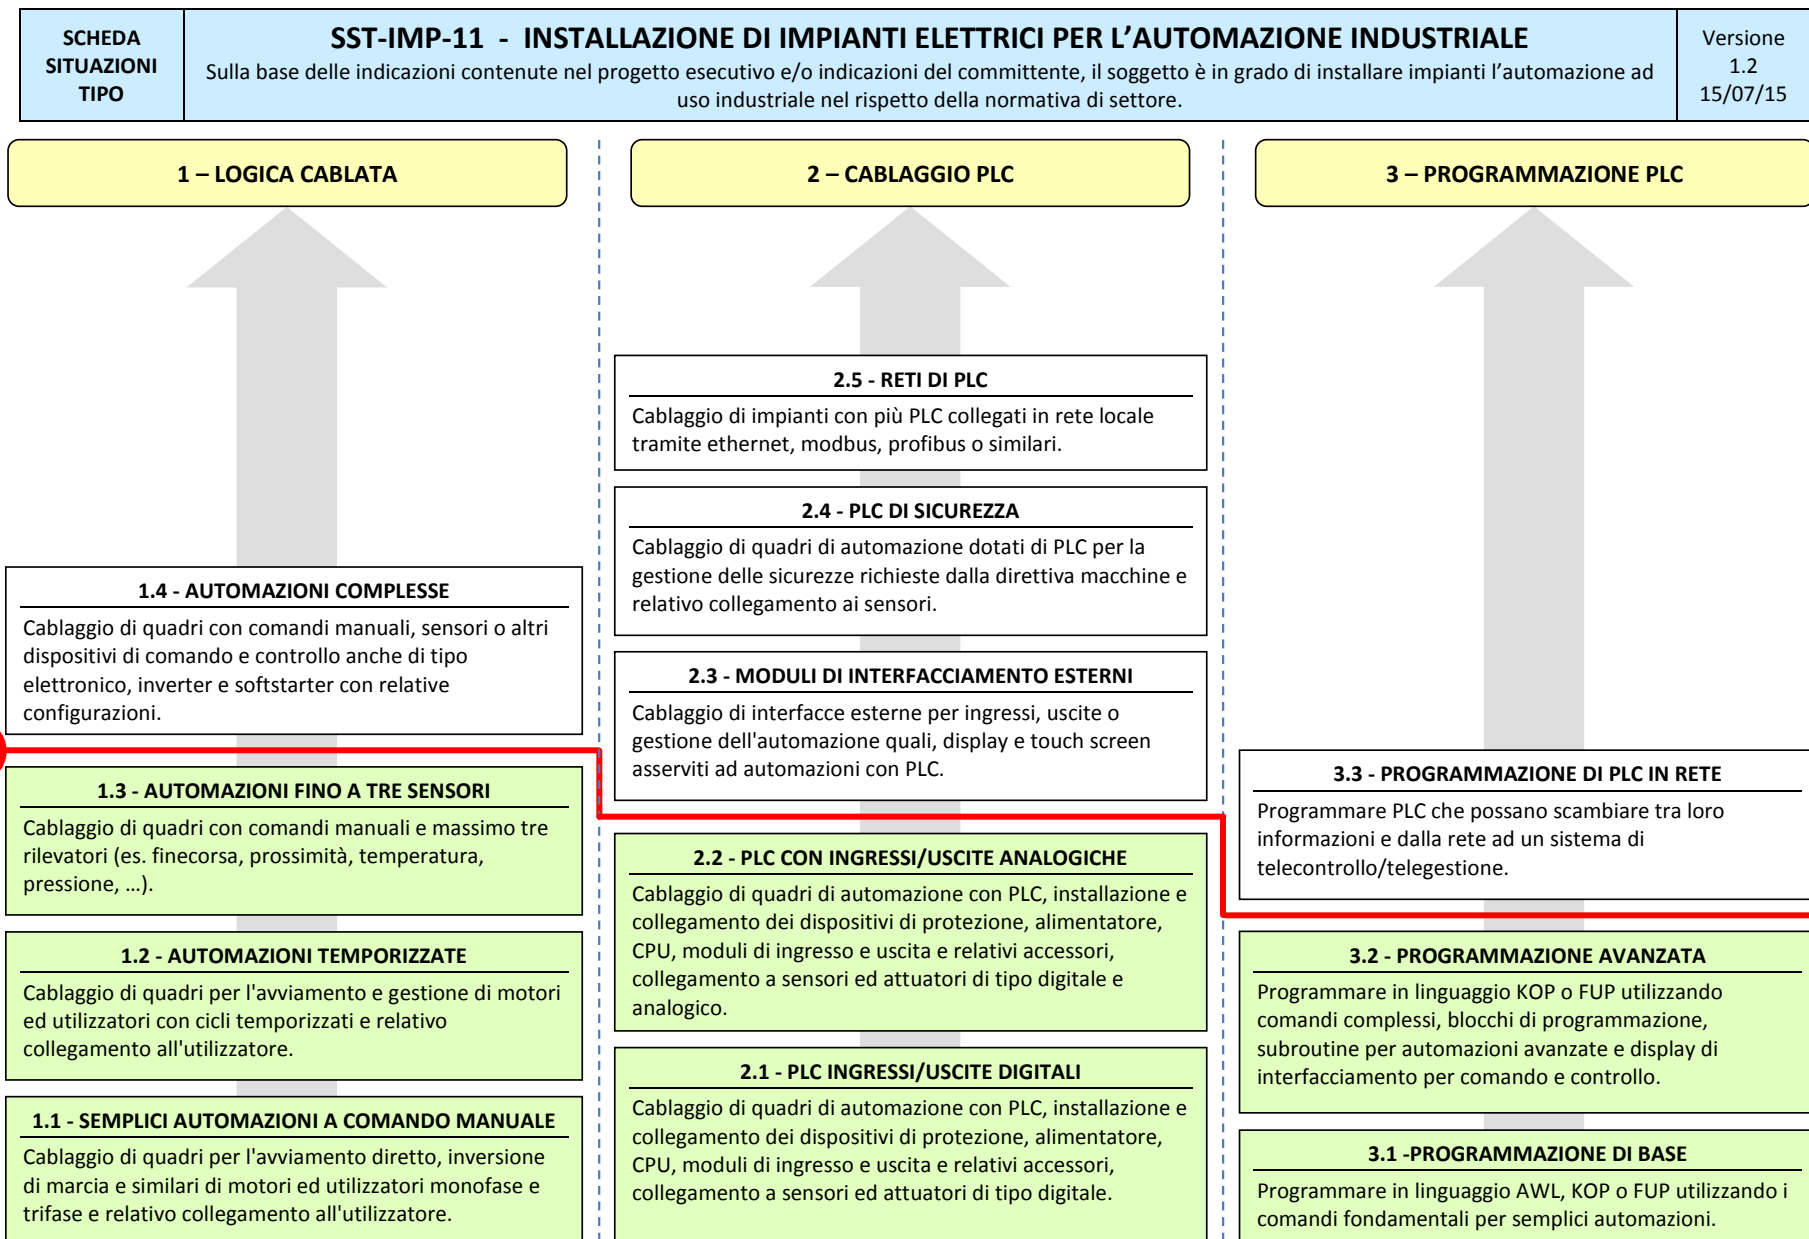 SCHEDA
SITUAZIONI
TIPO
SST-IMP-11 - INSTALLAZIONE DI IMPIANTI ELETTRICI PER L’AUTOMAZIONE INDUSTRIALE
Sulla base delle indicazioni contenute nel progetto esecutivo e/o indicazioni del committente, il soggetto è in grado di installare impianti l’automazione ad
uso industriale nel rispetto della normativa di settore.
Versione
1.2
15/07/15
1 – LOGICA CABLATA
1.4 - AUTOMAZIONI COMPLESSE
Cablaggio di quadri con comandi manuali, sensori o altri
dispositivi di comando e controllo anche di tipo
elettronico, inverter e softstarter con relative
configurazioni.
1.3 - AUTOMAZIONI FINO A TRE SENSORI
Cablaggio di quadri con comandi manuali e massimo tre
rilevatori (es. finecorsa, prossimità, temperatura,
pressione, …).
1.2 - AUTOMAZIONI TEMPORIZZATE
Cablaggio di quadri per l'avviamento e gestione di motori
ed utilizzatori con cicli temporizzati e relativo
collegamento all'utilizzatore.
1.1 - SEMPLICI AUTOMAZIONI A COMANDO MANUALE
Cablaggio di quadri per l'avviamento diretto, inversione
di marcia e similari di motori ed utilizzatori monofase e
trifase e relativo collegamento all'utilizzatore.
2 – CABLAGGIO PLC
2.5 - RETI DI PLC
Cablaggio di impianti con più PLC collegati in rete locale
tramite ethernet, modbus, profibus o similari.
2.4 - PLC DI SICUREZZA
Cablaggio di quadri di automazione dotati di PLC per la
gestione delle sicurezze richieste dalla direttiva macchine e
relativo collegamento ai sensori.
2.3 - MODULI DI INTERFACCIAMENTO ESTERNI
Cablaggio di interfacce esterne per ingressi, uscite o
gestione dell'automazione quali, display e touch screen
asserviti ad automazioni con PLC.
2.2 - PLC CON INGRESSI/USCITE ANALOGICHE
Cablaggio di quadri di automazione con PLC, installazione e
collegamento dei dispositivi di protezione, alimentatore,
CPU, moduli di ingresso e uscita e relativi accessori,
collegamento a sensori ed attuatori di tipo digitale e
analogico.
2.1 - PLC INGRESSI/USCITE DIGITALI
Cablaggio di quadri di automazione con PLC, installazione e
collegamento dei dispositivi di protezione, alimentatore,
CPU, moduli di ingresso e uscita e relativi accessori,
collegamento a sensori ed attuatori di tipo digitale.
3 – PROGRAMMAZIONE PLC
3.3 - PROGRAMMAZIONE DI PLC IN RETE
Programmare PLC che possano scambiare tra loro
informazioni e dalla rete ad un sistema di
telecontrollo/telegestione.
3.2 - PROGRAMMAZIONE AVANZATA
Programmare in linguaggio KOP o FUP utilizzando
comandi complessi, blocchi di programmazione,
subroutine per automazioni avanzate e display di
interfacciamento per comando e controllo.
3.1 -PROGRAMMAZIONE DI BASE
Programmare in linguaggio AWL, KOP o FUP utilizzando i
comandi fondamentali per semplici automazioni.